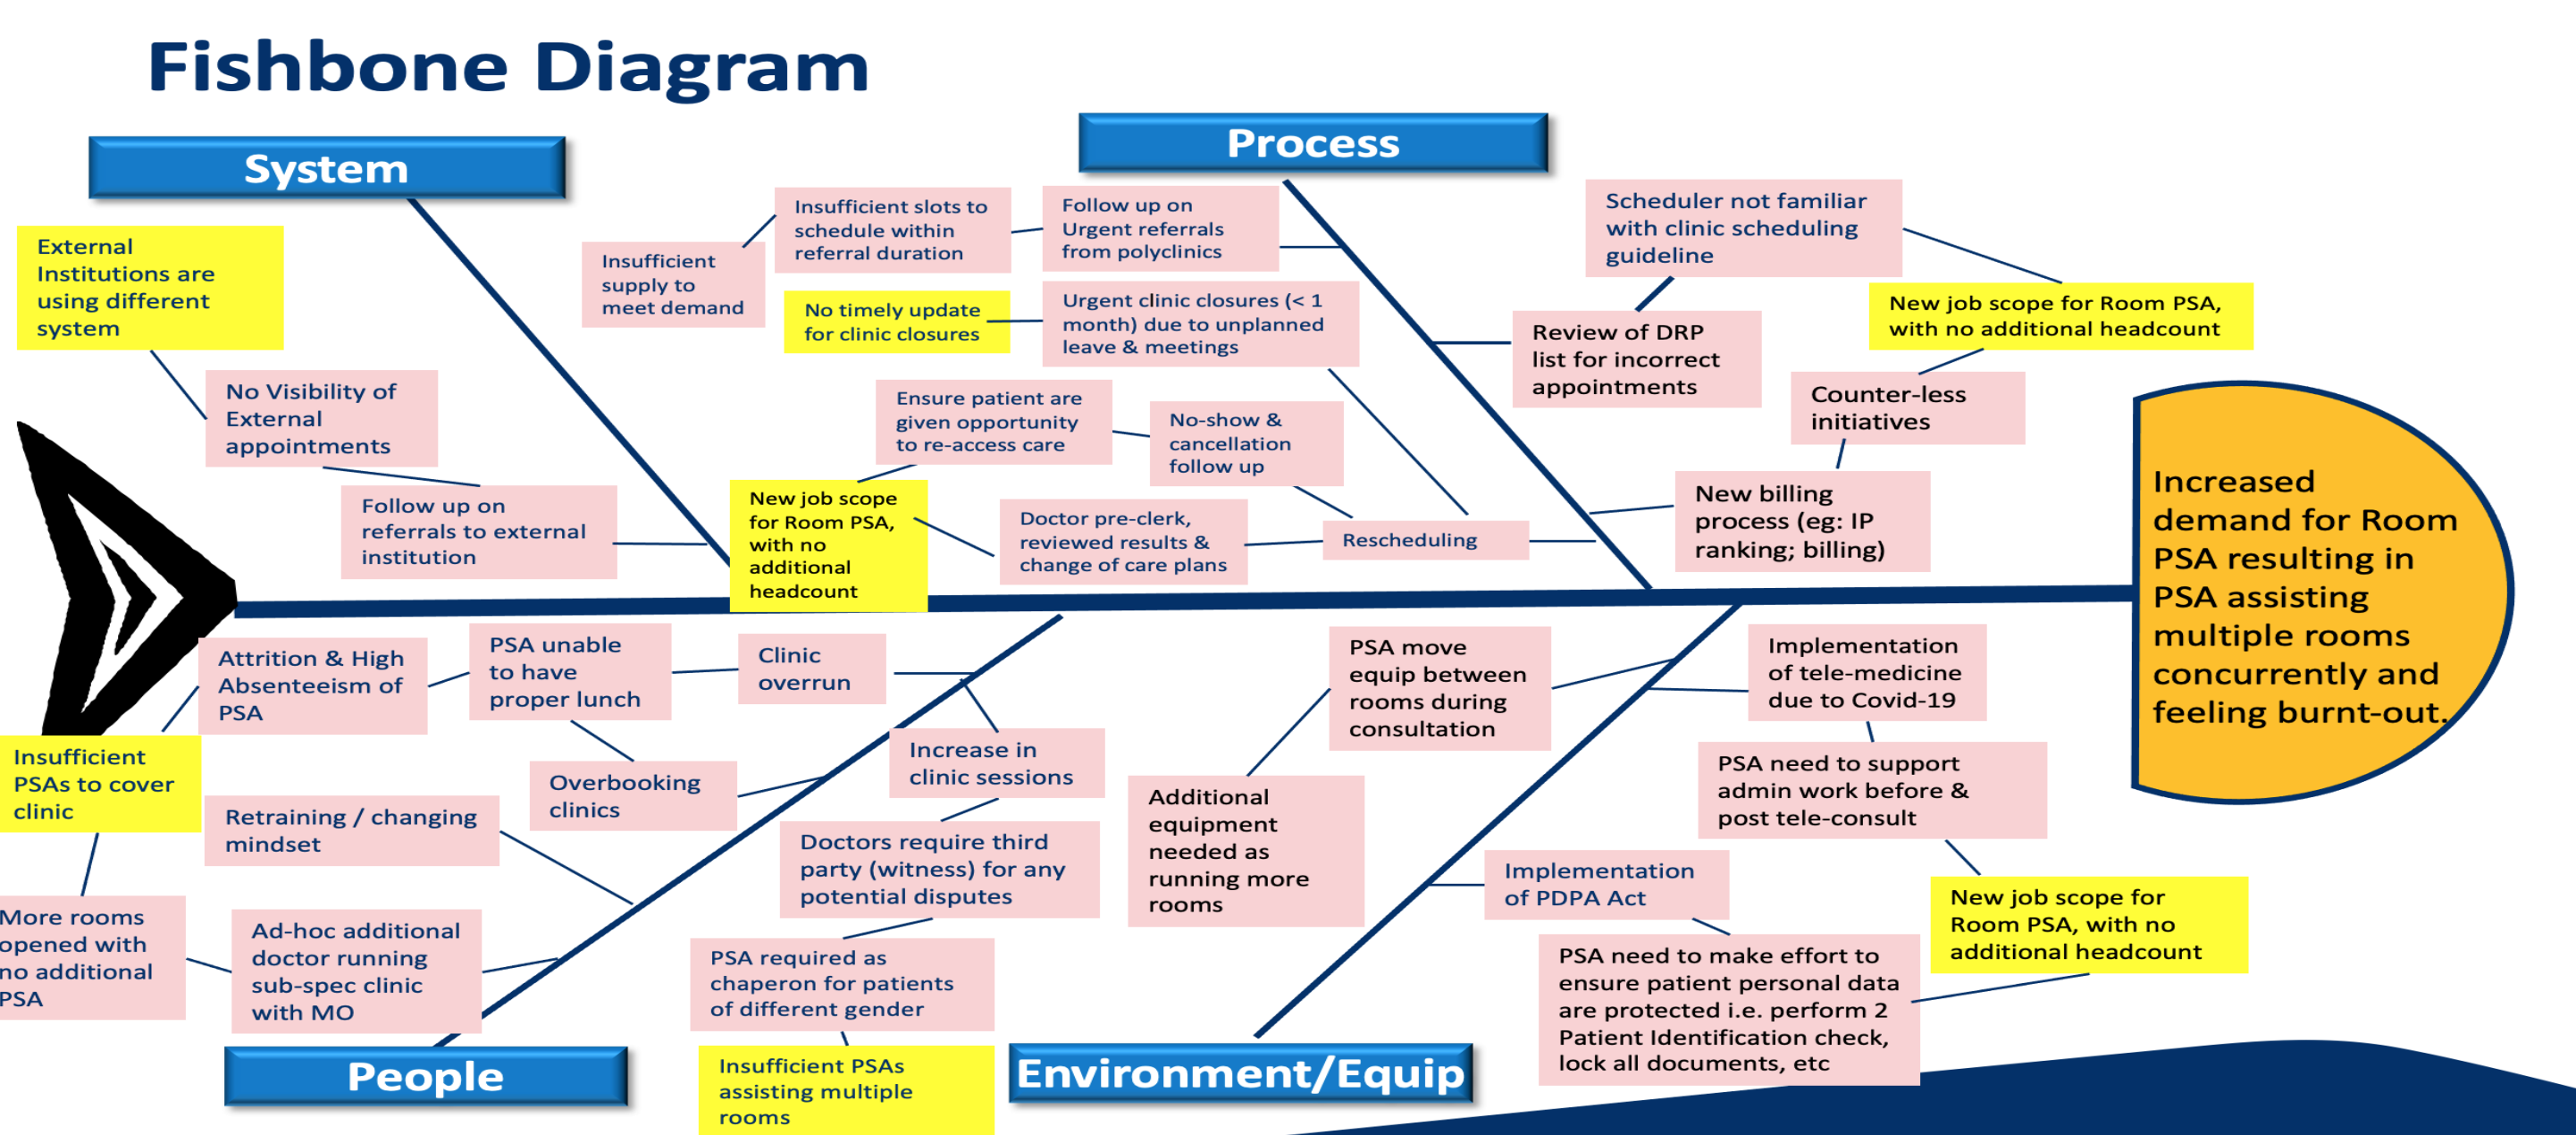 Fishbone Diagram
System
Process
External
Institutions are
using different
system
No Visibility of
External
appointments
Follow up on
referrals to external
institution
Insufficient
supply to
meet demand
Insufficient slots to
schedule within
referral duration
Follow up on
Urgent referrals
from polyclinics
No timely update
for clinic closures
Urgent clinic closures (< 1
month) due to unplanned
leave & meetings
Ensure patient are
given opportunity
to re-access care
No-show &
cancellation
follow up
New job scope
for Room PSA,
with no
additional
headcount
Doctor pre-clerk,
reviewed results &
change of care plans
Rescheduling
Scheduler not familiar
with clinic scheduling
guideline
New job scope for Room PSA,
with no additional headcount
Review of DRP
list for incorrect
appointments
Counter-less
initiatives
New billing
process (eg: IP
ranking; billing)
Increased
demand for Room
PSA resulting in
PSA assisting
multiple rooms
concurrently and
feeling burnt-out.
Attrition & High
Absenteeism of
PSA
PSA unable
to have
proper lunch
Clinic
overrun
Insufficient
PSAs to cover
clinic
Retraining / changing
mindset
Overbooking
clinics
Increase in
clinic sessions
Doctors require third
party (witness) for any
potential disputes
More rooms
opened with
no additional
PSA
Ad-hoc additional
doctor running
sub-spec clinic
with MO
PSA required as
chaperon for patients
of different gender
Insufficient PSAs
assisting multiple
rooms
PSA move
equip between
rooms during
consultation
Additional
equipment
needed as
running more
rooms
Implementation
of tele-medicine
due to Covid-19
PSA need to support
admin work before &
post tele-consult
Implementation
of PDPA Act
New job scope for
Room PSA, with no
additional headcount
PSA need to make effort to
ensure patient personal data
are protected i.e. perform 2
Patient Identification check,
lock all documents, etc
People
Environment/Equip